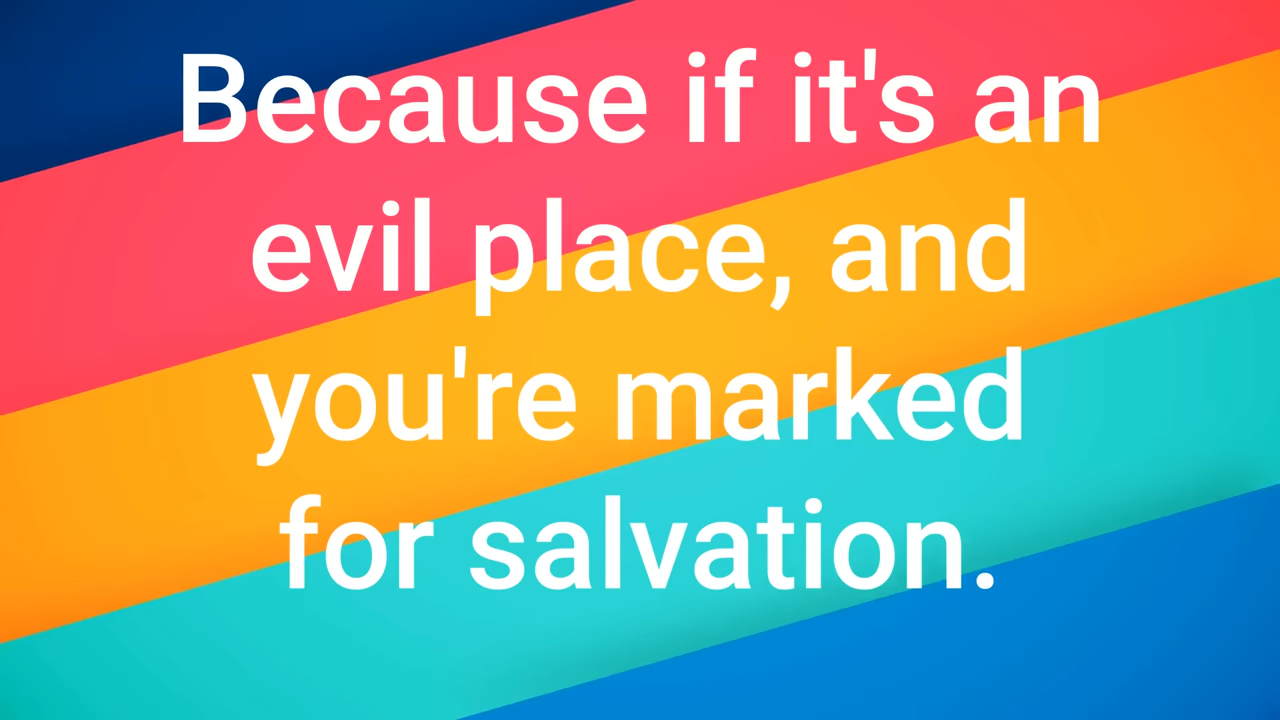 Because if it's an
evil place, and
you're marked
for salvation.